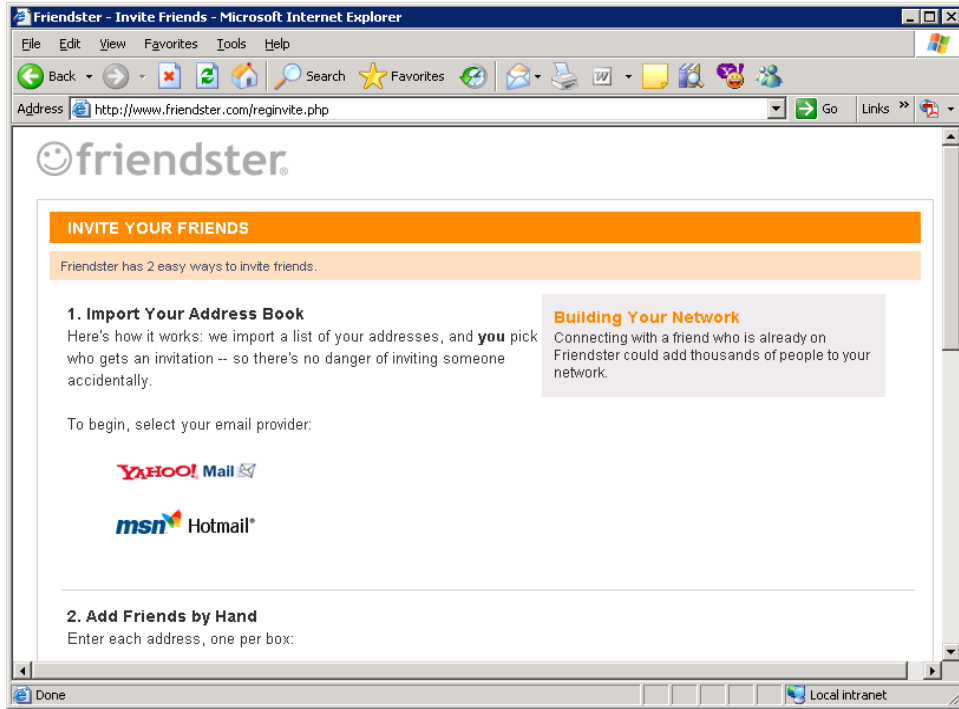 Friendster - Invite Friends - Microsoft Internet Explorer
File Edit View Favorites Tools Help
Back Search Favorites
Address http://www.friendster.com/reginvite.php Go Links »
friendster®
INVITE YOUR FRIENDS
Friendster has 2 easy ways to invite friends.
1. Import Your Address Book
Here's how it works: we import a list of your addresses, and you pick
who gets an invitation -- so there's no danger of inviting someone
accidentally.
Building Your Network
Connecting with a friend who is already on
Friendster could add thousands of people to your
network.
To begin, select your email provider:
YAHOO! Mail
msn Hotmail®
2. Add Friends by Hand
Enter each address, one per box:
Done Local intranet